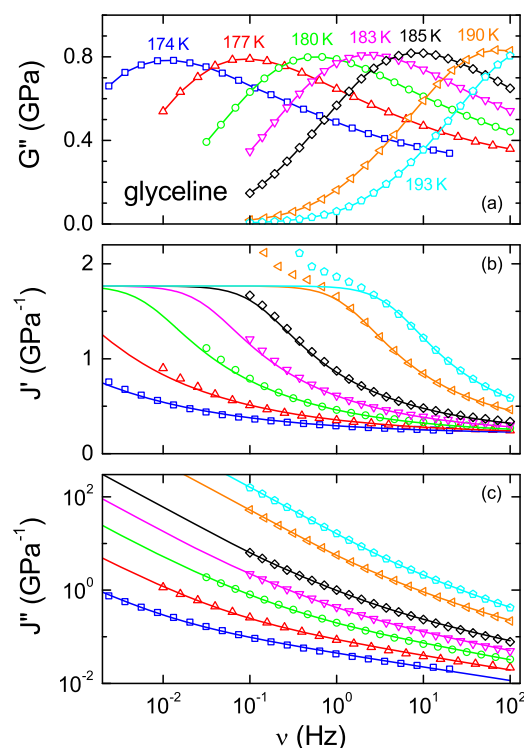 174 K 177 K 180 K 183 K 185 K 190 K
0.8
G" (GPa)
0.4
glyceline
193 K
(a)
0.0
2
(b)
J' (GPa⁻¹)
1
0
10²
(c)
J" (GPa⁻¹)
10⁰
10⁻²
10⁻² 10⁻¹ 10⁰ 10¹ 10²
ν (Hz)